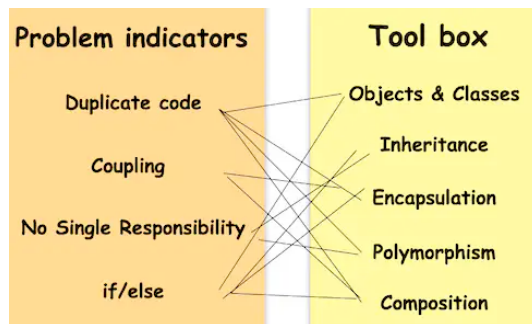 Problem indicators
Duplicate code
Coupling
No Single Responsibility
if/else
Tool box
Objects & Classes
Inheritance
Encapsulation
Polymorphism
Composition